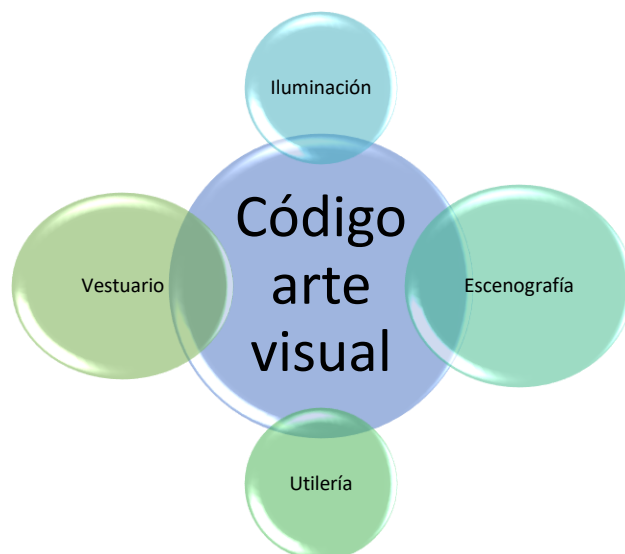 Iluminación
Código
arte
visual
Vestuario
Escenografía
Utilería